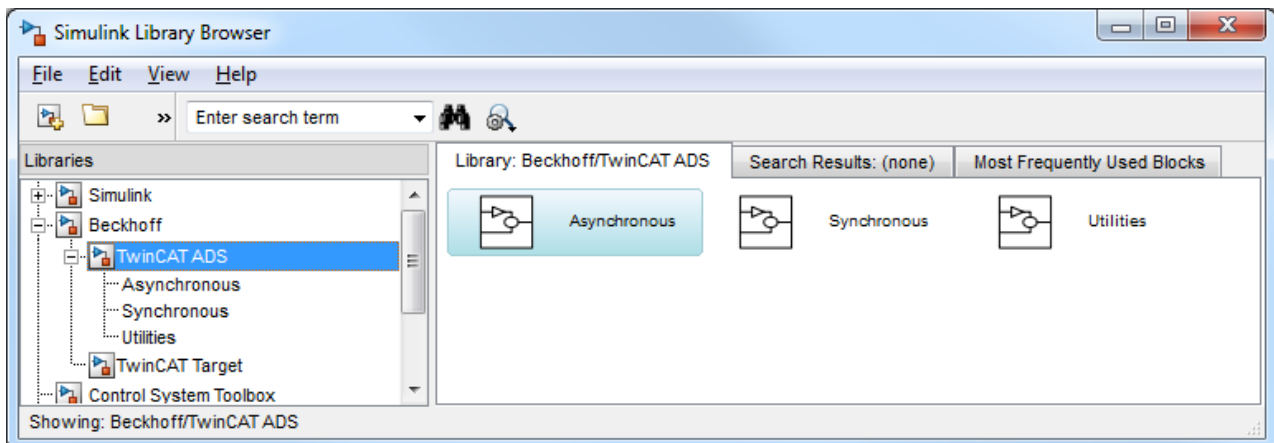 Simulink Library Browser
File Edit View Help
» Enter search term
Libraries
Library: Beckhoff/TwinCAT ADS Search Results: (none) Most Frequently Used Blocks
Simulink
Beckhoff
TwinCAT ADS
Asynchronous
Synchronous
Utilities
TwinCAT Target
Control System Toolbox
Asynchronous Synchronous Utilities
Showing: Beckhoff/TwinCAT ADS